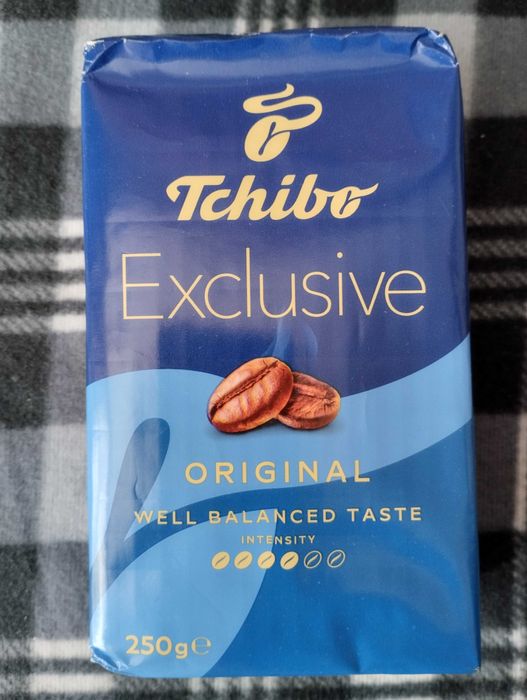 Tchibo
Exclusive
ORIGINAL
WELL BALANCED TASTE
INTENSITY
250g℮